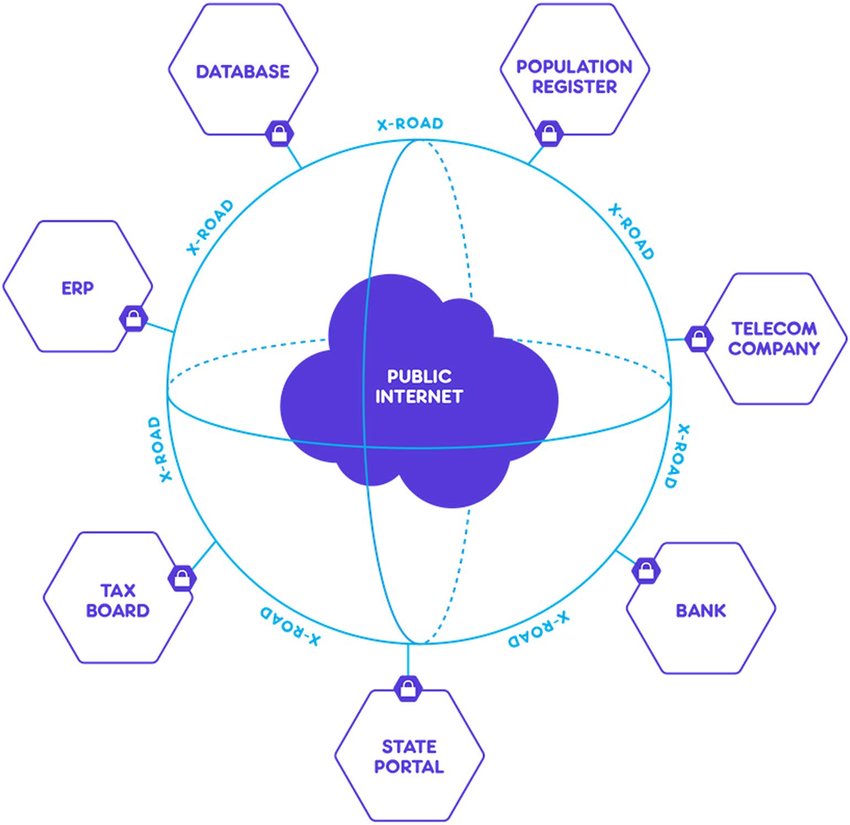 DATABASE
POPULATION
REGISTER
X-ROAD
X-ROAD
X-ROAD
ERP
TELECOM
COMPANY
PUBLIC
INTERNET
X-ROAD
X-ROAD
TAX
BOARD
BANK
X-ROAD
X-ROAD
STATE
PORTAL